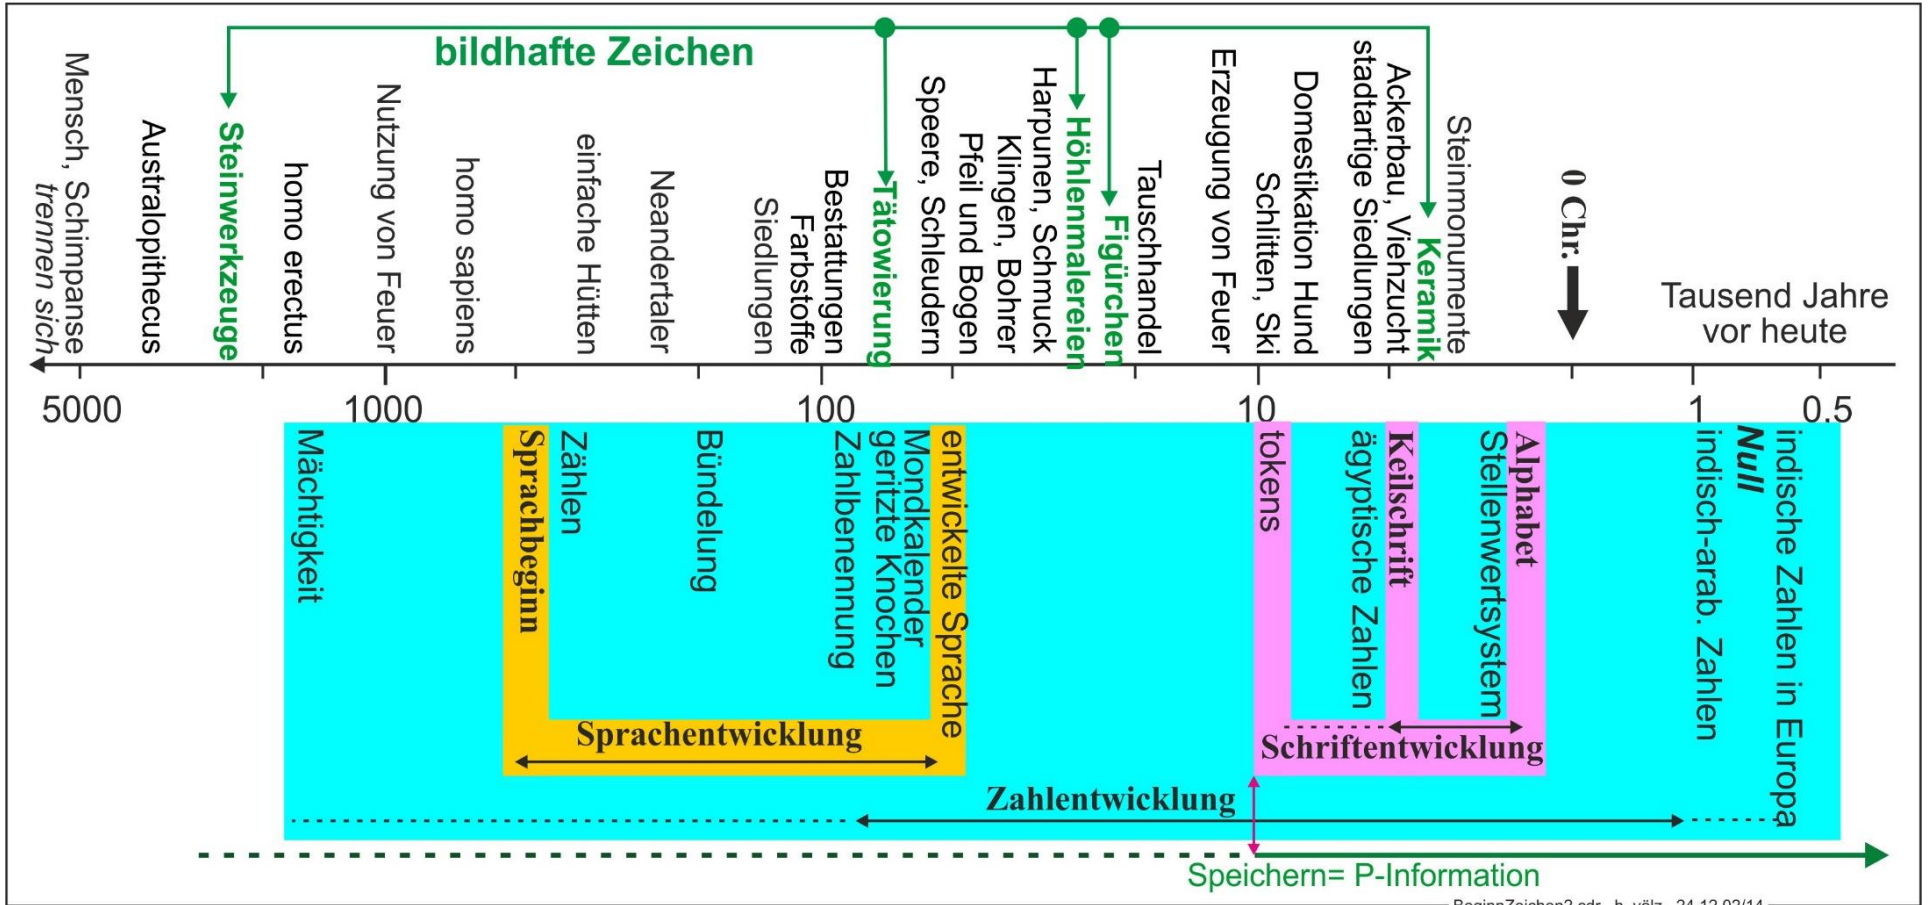 bildhafte Zeichen
Mensch, Schimpanse
trennen sich
Australopithecus
Steinwerkzeuge
homo erectus
Nutzung von Feuer
homo sapiens
einfache Hütten
Neandertaler
Siedlungen
Farbstoffe
Bestattungen
Tätowierung
Speere, Schleudern
Pfeil und Bogen
Klingen, Bohrer
Harpunen, Schmuck
Höhlenmalereien
Figürchen
Tauschhandel
Erzeugung von Feuer
Schlitten, Ski
Domestikation Hund
stadtartige Siedlungen
Ackerbau, Viehzucht
Keramik
Steinmonumente
0 Chr.
Tausend Jahre
vor heute
5000 1000 100 10 1 0.5
Mächtigkeit
Sprachbeginn
Zählen
Bündelung
Zahlbenennung
geritzte Knochen
Mondkalender
entwickelte Sprache
tokens
ägyptische Zahlen
Keilschrift
Stellenwertsystem
Alphabet
indisch-arab. Zahlen
Null
indische Zahlen in Europa
Sprachentwicklung
Schriftentwicklung
Zahlentwicklung
Speichern= P-Information